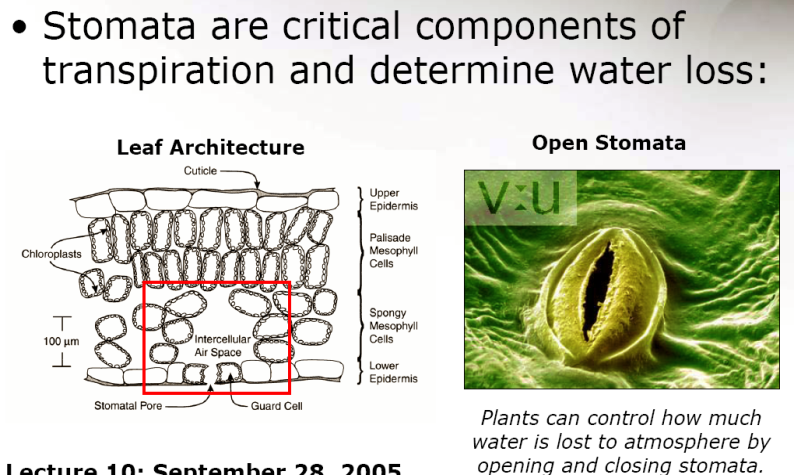 • Stomata are critical components of
transpiration and determine water loss:
Leaf Architecture
Cuticle
Upper
Epidermis
Palisade
Mesophyll
Cells
Chloroplasts
Spongy
Mesophyll
Cells
100 μm
Intercellular
Air Space
Lower
Epidermis
Stomatal Pore
Guard Cell
Open Stomata
v:u
Plants can control how much
water is lost to atmosphere by
opening and closing stomata.
Lecture 10: September 28, 2005